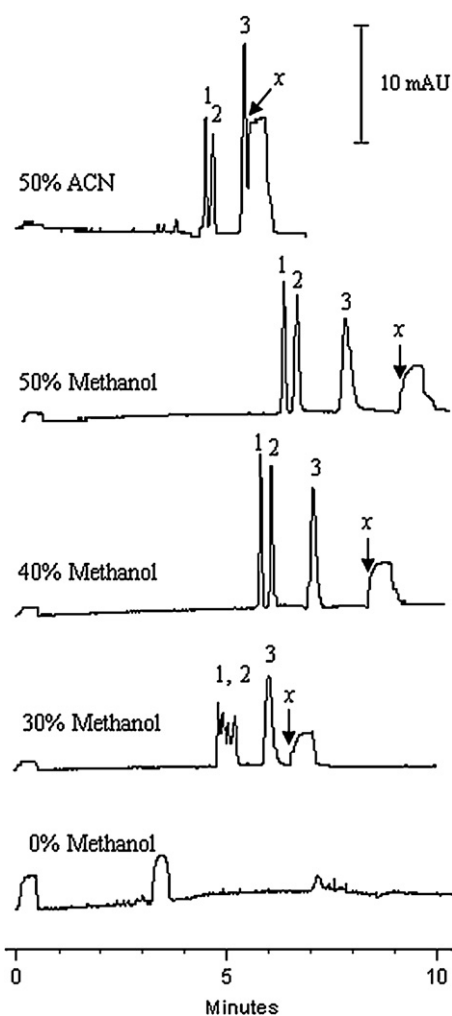 3
x
10 mAU
1
2
50% ACN
1
2
3
x
50% Methanol
1
2
3
x
40% Methanol
1, 2
3
x
30% Methanol
0% Methanol
0 5 10
Minutes